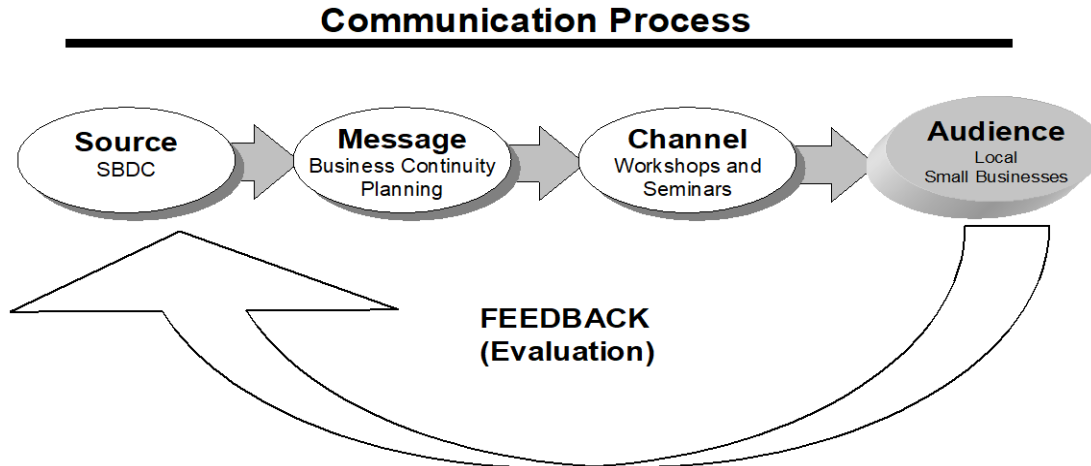 Communication Process
Source
SBDC
Message
Business Continuity
Planning
Channel
Workshops and
Seminars
Audience
Local
Small Businesses
FEEDBACK
(Evaluation)